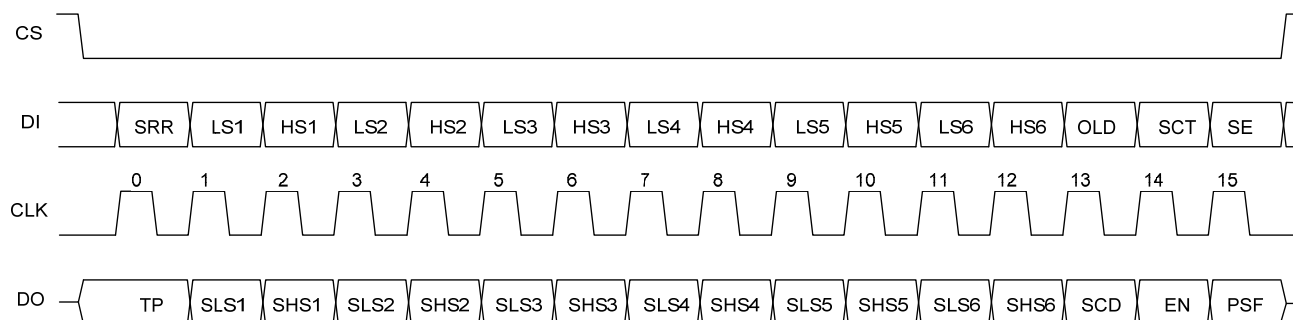 CS
DI SRR LS1 HS1 LS2 HS2 LS3 HS3 LS4 HS4 LS5 HS5 LS6 HS6 OLD SCT SE
0 1 2 3 4 5 6 7 8 9 10 11 12 13 14 15
CLK
DO TP SLS1 SHS1 SLS2 SHS2 SLS3 SHS3 SLS4 SHS4 SLS5 SHS5 SLS6 SHS6 SCD EN PSF